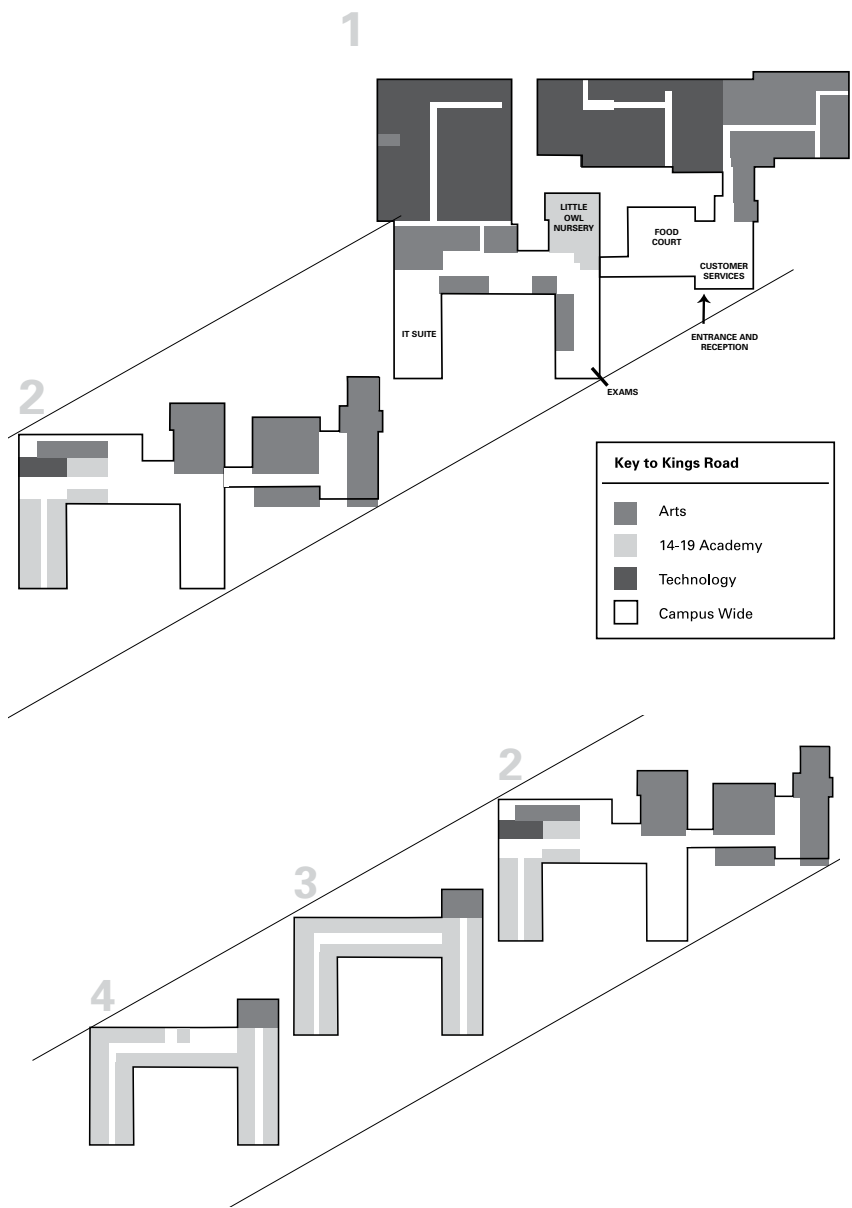 1
LITTLE
OWL
NURSERY
FOOD
COURT
CUSTOMER
SERVICES
IT SUITE
ENTRANCE AND
RECEPTION
EXAMS
2
Key to Kings Road
Arts
14-19 Academy
Technology
Campus Wide
2
3
4